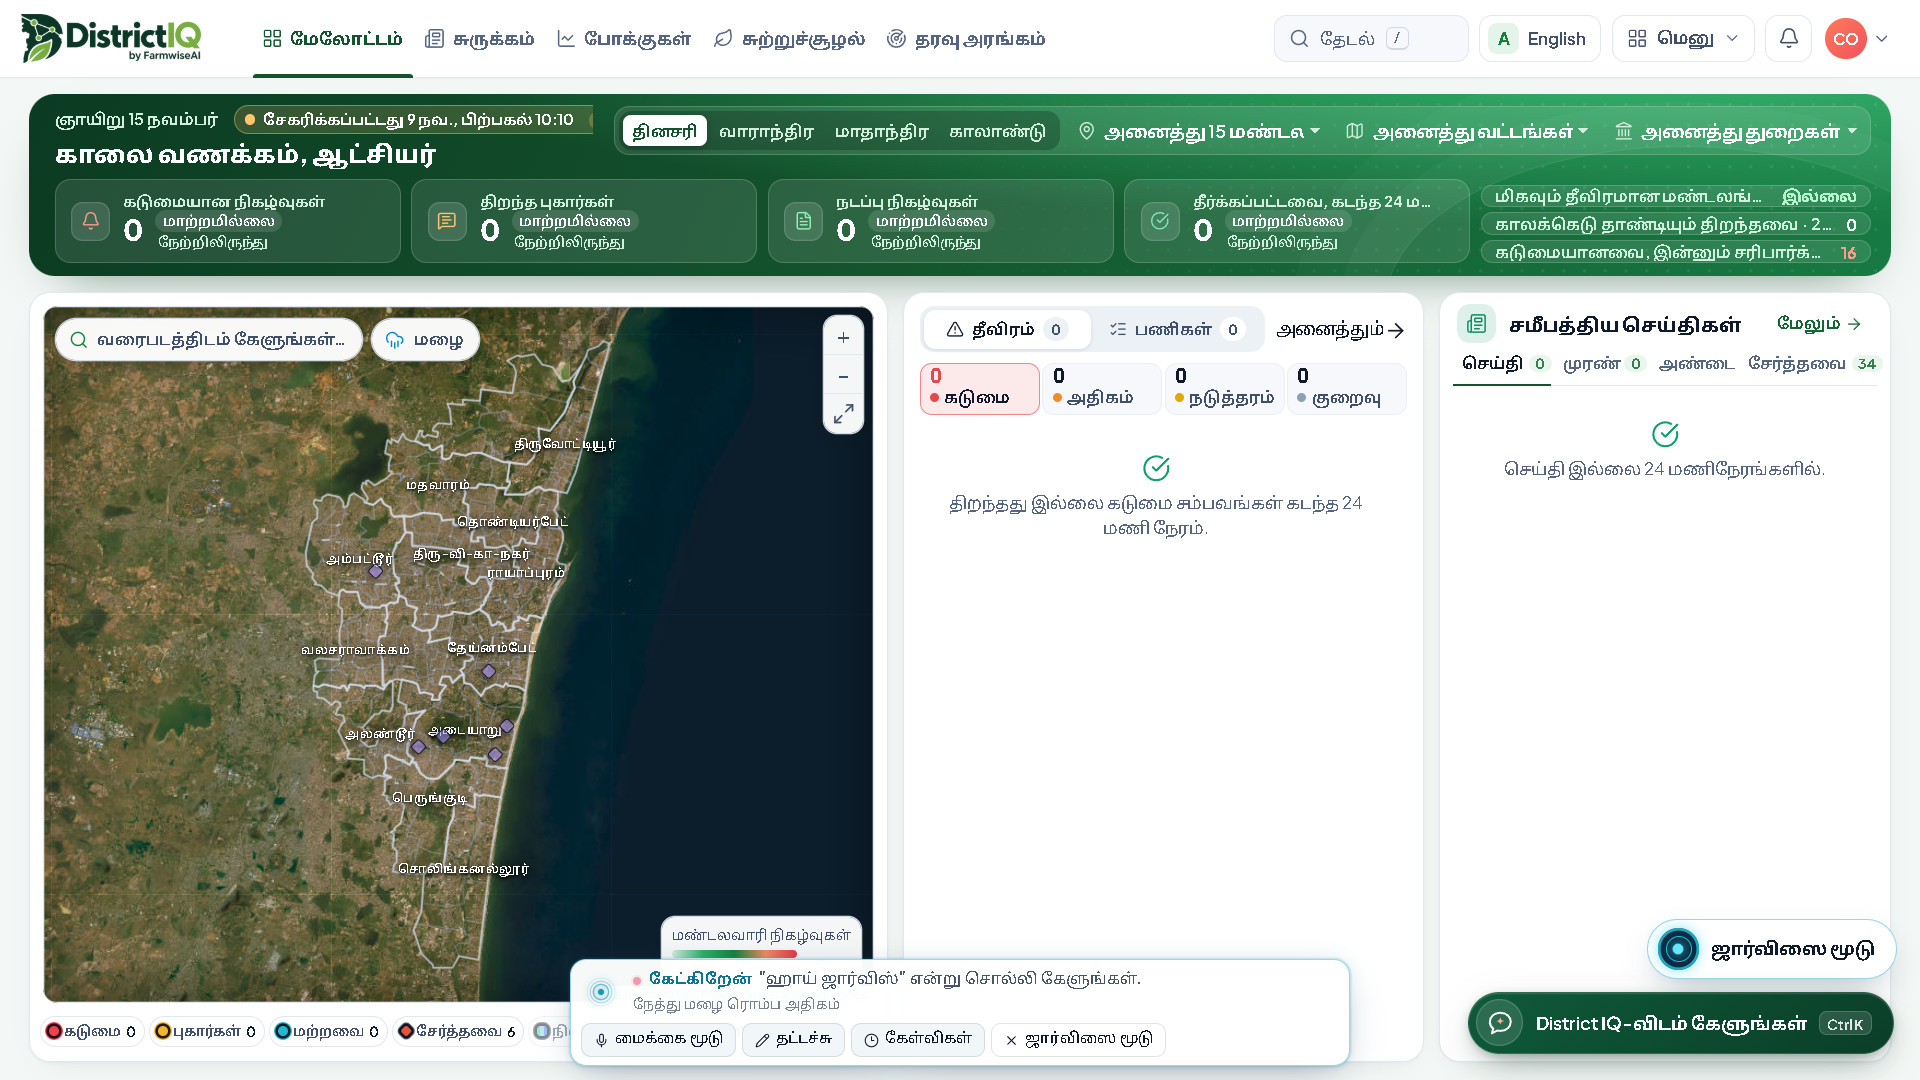 DistrictIQ
by FarmwiseAI
மேலோட்டம்
சுருக்கம்
போக்குகள்
சுற்றுச்சூழல்
தரவு அரங்கம்
தேடல் /
A English
மெனு
CO
ஞாயிறு 15 நவம்பர்
சேகரிக்கப்பட்டது 9 நவ., பிற்பகல் 10:10
காலை வணக்கம், ஆட்சியர்
தினசரி
வாராந்திர
மாதாந்திர
காலாண்டு
அனைத்து 15 மண்டல
அனைத்து வட்டங்கள்
அனைத்து துறைகள்
கடுமையான நிகழ்வுகள்
0 மாற்றமில்லை
நேற்றிலிருந்து
திறந்த புகார்கள்
0 மாற்றமில்லை
நேற்றிலிருந்து
நடப்பு நிகழ்வுகள்
0 மாற்றமில்லை
நேற்றிலிருந்து
தீர்க்கப்பட்டவை, கடந்த 24 ம...
0 மாற்றமில்லை
நேற்றிலிருந்து
மிகவும் தீவிரமான மண்டலங்... இல்லை
காலக்கெடு தாண்டியும் திறந்தவை · 2... 0
கடுமையானவை, இன்னும் சரிபார்க்... 16
வரைபடத்திடம் கேளுங்கள்...
மழை
+
−
திருவோட்டியூர்
மதவாரம்
தொண்டியர்பேட்
அம்பட்டூர்
திரு-வி-கா-நகர்
ராயாப்புரம்
வலசராவாக்கம்
தேய்னம்பேட்
அலண்டூர்
அடையாறு
பெருங்குடி
சொலிங்கனல்லூர்
மண்டலவாரி நிகழ்வுகள்
கடுமை 0
புகார்கள் 0
மற்றவை 0
சேர்த்தவை 6
தீவிரம் 0
பணிகள் 0
அனைத்தும்
0
கடுமை
0
அதிகம்
0
நடுத்தரம்
0
குறைவு
திறந்தது இல்லை கடுமை சம்பவங்கள் கடந்த 24
மணி நேரம்.
சமீபத்திய செய்திகள்
மேலும்
செய்தி 0
முரண் 0
அண்டை
சேர்த்தவை 34
செய்தி இல்லை 24 மணிநேரங்களில்.
கேட்கிறேன் "ஹாய் ஜார்விஸ்" என்று சொல்லி கேளுங்கள்.
நேத்து மழை ரொம்ப அதிகம்
மைக்கை மூடு
தட்டச்சு
கேள்விகள்
ஜார்விஸை மூடு
ஜார்விஸை மூடு
District IQ-விடம் கேளுங்கள் Ctrl K